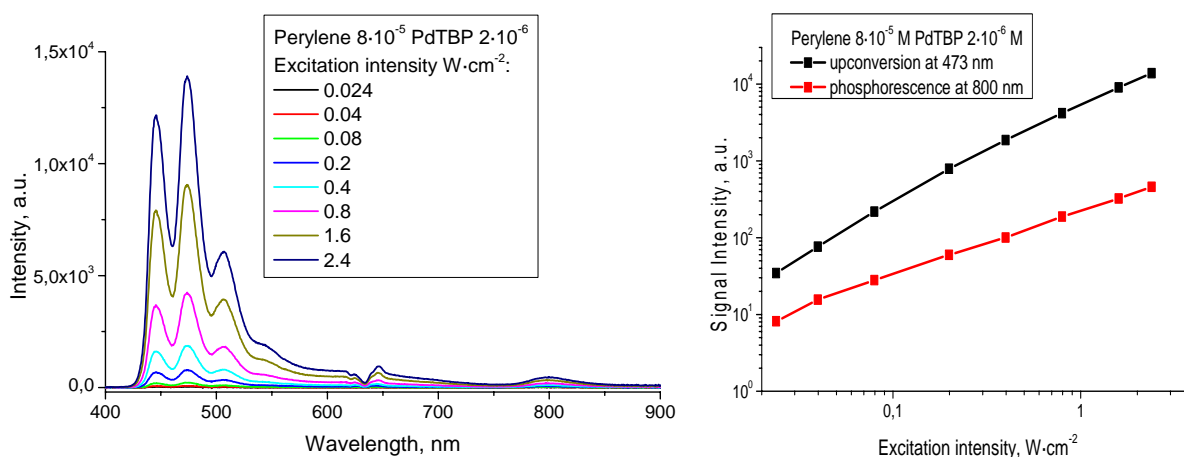 Perylene 8·10-5 PdTBP 2·10-6
Excitation intensity W·cm-2:
0.024
0.04
0.08
0.2
0.4
0.8
1.6
2.4
1,5x10⁴
1,0x10⁴
5,0x10³
0,0
400
500
600
700
800
900
Intensity, a.u.
Wavelength, nm
Perylene 8·10-5 M PdTBP 2·10-6 M
upconversion at 473 nm
phosphorescence at 800 nm
10⁴
10³
10²
10¹
10⁰
0,1
1
Signal Intensity, a.u.
Excitation intensity, W·cm-2